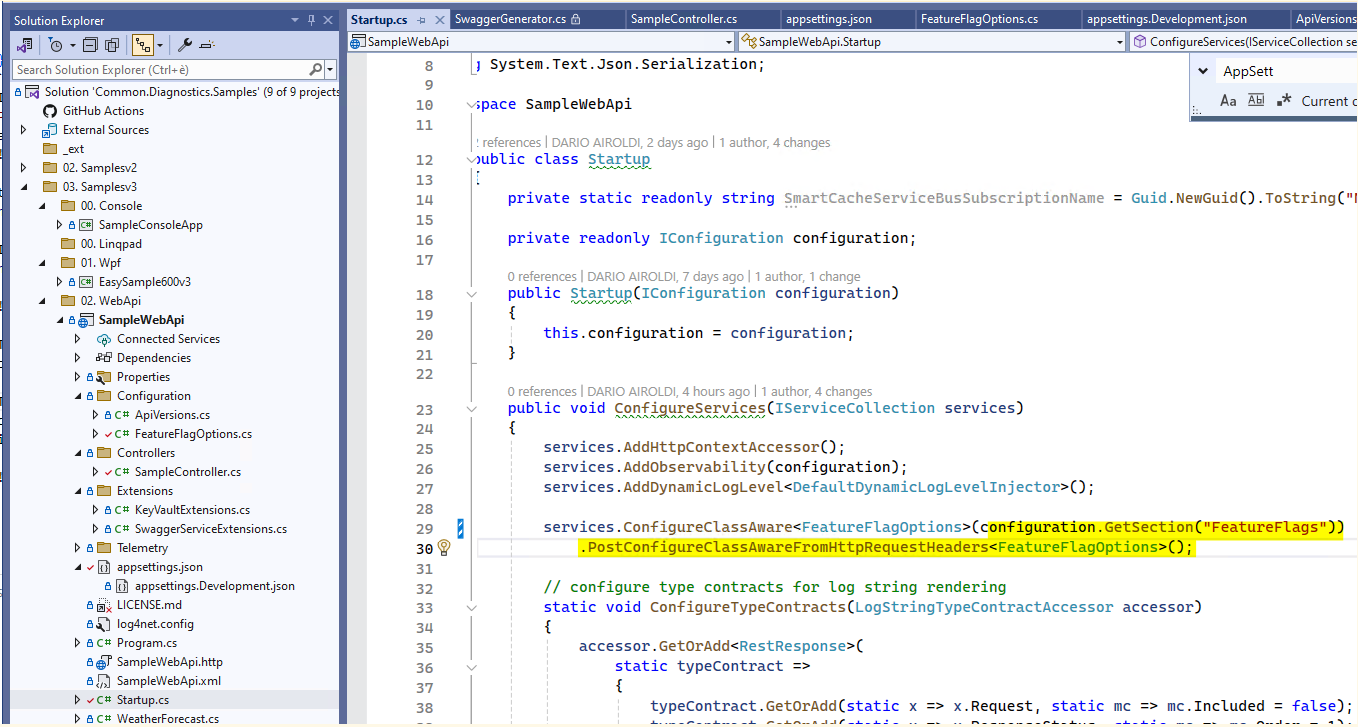 Solution Explorer
Search Solution Explorer (Ctrl+è)
Solution 'Common.Diagnostics.Samples' (9 of 9 projects
GitHub Actions
External Sources
_ext
02. Samplesv2
03. Samplesv3
00. Console
C# SampleConsoleApp
00. Linqpad
01. Wpf
C# EasySample600v3
02. WebApi
SampleWebApi
Connected Services
Dependencies
Properties
Configuration
C# ApiVersions.cs
C# FeatureFlagOptions.cs
Controllers
C# SampleController.cs
Extensions
C# KeyVaultExtensions.cs
C# SwaggerServiceExtensions.cs
Telemetry
appsettings.json
appsettings.Development.json
LICENSE.md
log4net.config
C# Program.cs
SampleWebApi.http
SampleWebApi.xml
C# Startup.cs
C# WeatherForecast.cs
Startup.cs SwaggerGenerator.cs SampleController.cs appsettings.json FeatureFlagOptions.cs appsettings.Development.json ApiVersions
SampleWebApi SampleWebApi.Startup ConfigureServices(IServiceCollection se
AppSett
Aa Ab .* Current
8 g System.Text.Json.Serialization;
9
10 space SampleWebApi
11
2 references | DARIO AIROLDI, 2 days ago | 1 author, 4 changes
12 public class Startup
13 {
14 private static readonly string SmartCacheServiceBusSubscriptionName = Guid.NewGuid().ToString("
15
16 private readonly IConfiguration configuration;
17
0 references | DARIO AIROLDI, 7 days ago | 1 author, 1 change
18 public Startup(IConfiguration configuration)
19 {
20 this.configuration = configuration;
21 }
22
0 references | DARIO AIROLDI, 4 hours ago | 1 author, 4 changes
23 public void ConfigureServices(IServiceCollection services)
24 {
25 services.AddHttpContextAccessor();
26 services.AddObservability(configuration);
27 services.AddDynamicLogLevel<DefaultDynamicLogLevelInjector>();
28
29 services.ConfigureClassAware<FeatureFlagOptions>(configuration.GetSection("FeatureFlags"))
30 .PostConfigureClassAwareFromHttpRequestHeaders<FeatureFlagOptions>();
31
32 // configure type contracts for log string rendering
33 static void ConfigureTypeContracts(LogStringTypeContractAccessor accessor)
34 {
35 accessor.GetOrAdd<RestResponse>(
36 static typeContract =>
37 {
38 typeContract.GetOrAdd(static x => x.Request, static mc => mc.Included = false);